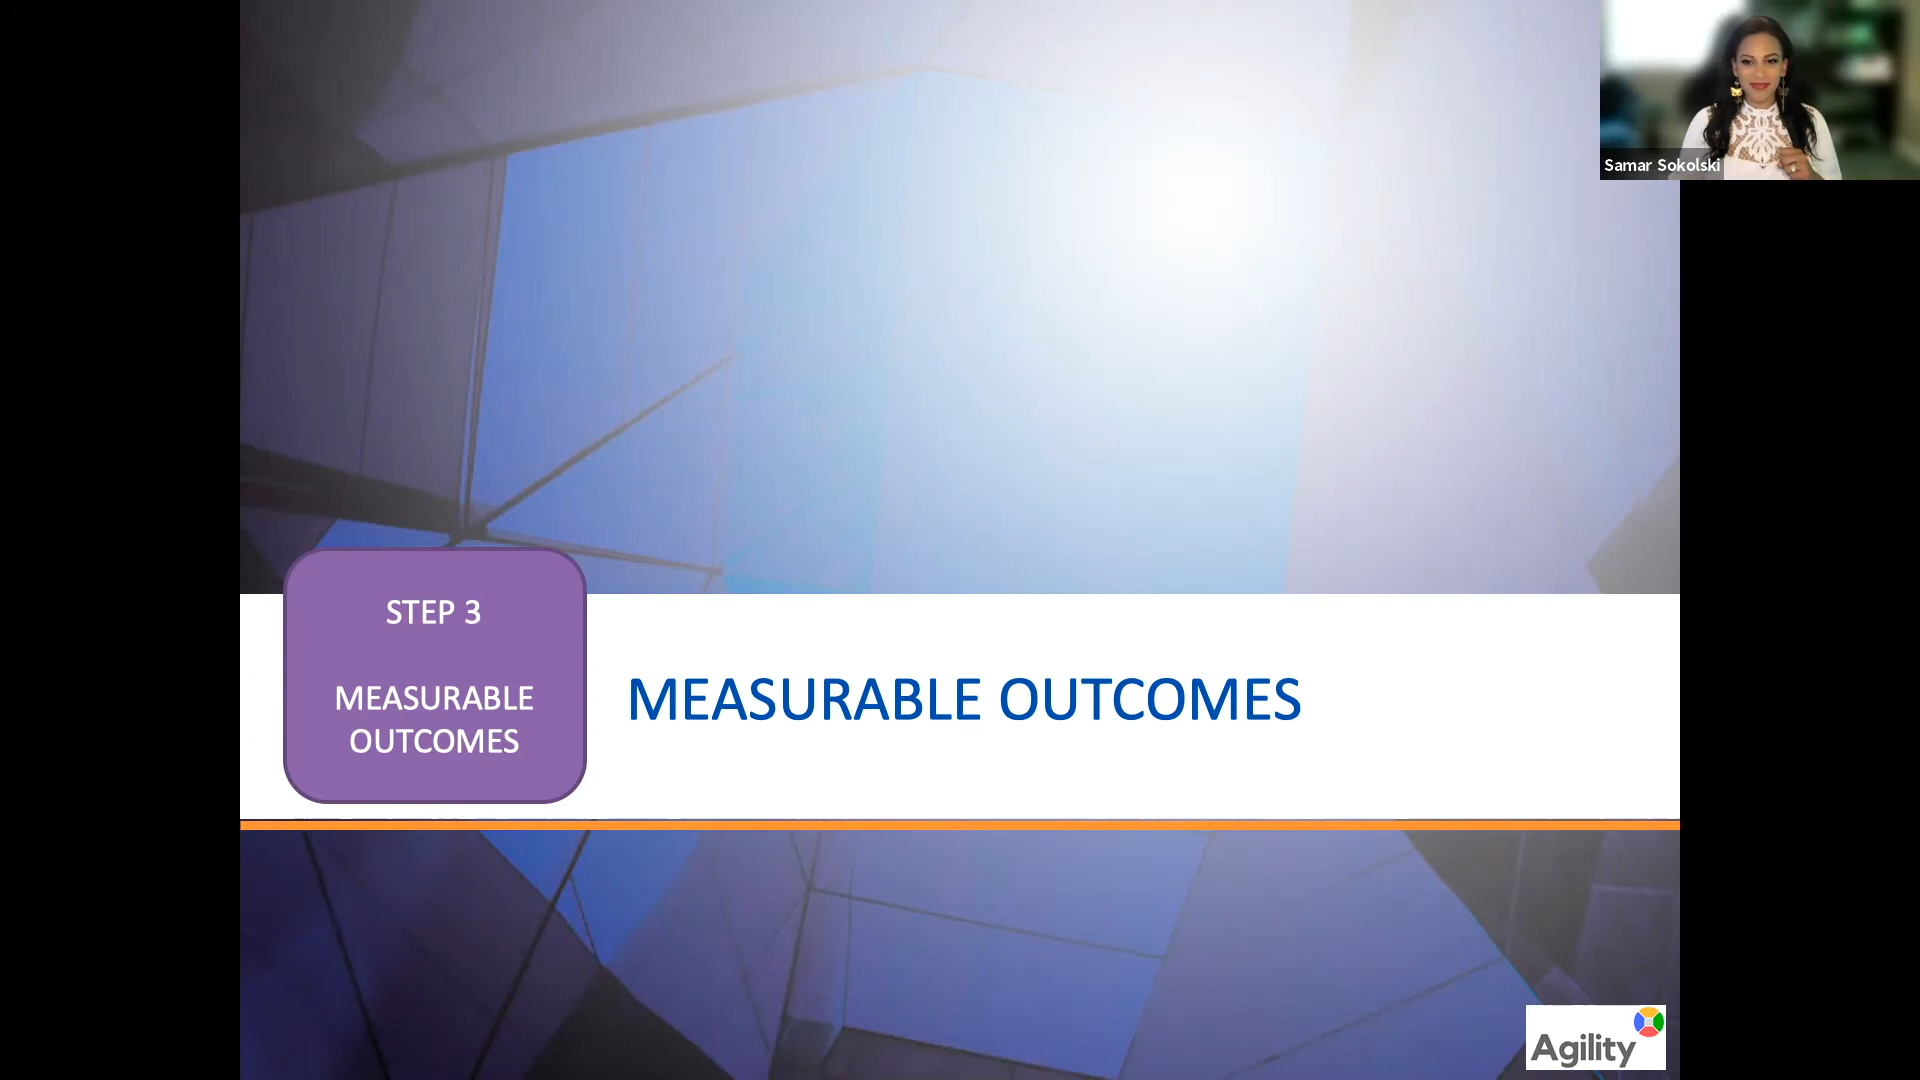 Samar Sokolski
STEP 3
MEASURABLE
OUTCOMES
MEASURABLE OUTCOMES
Agility